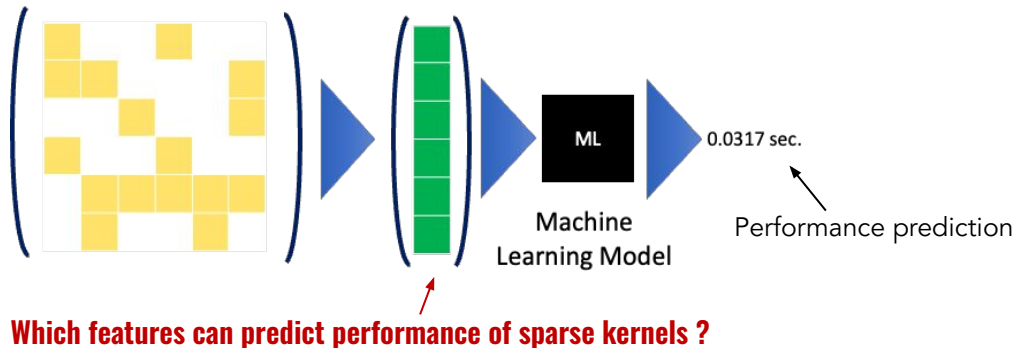 ML
0.0317 sec.
Machine
Learning Model
Performance prediction
Which features can predict performance of sparse kernels ?